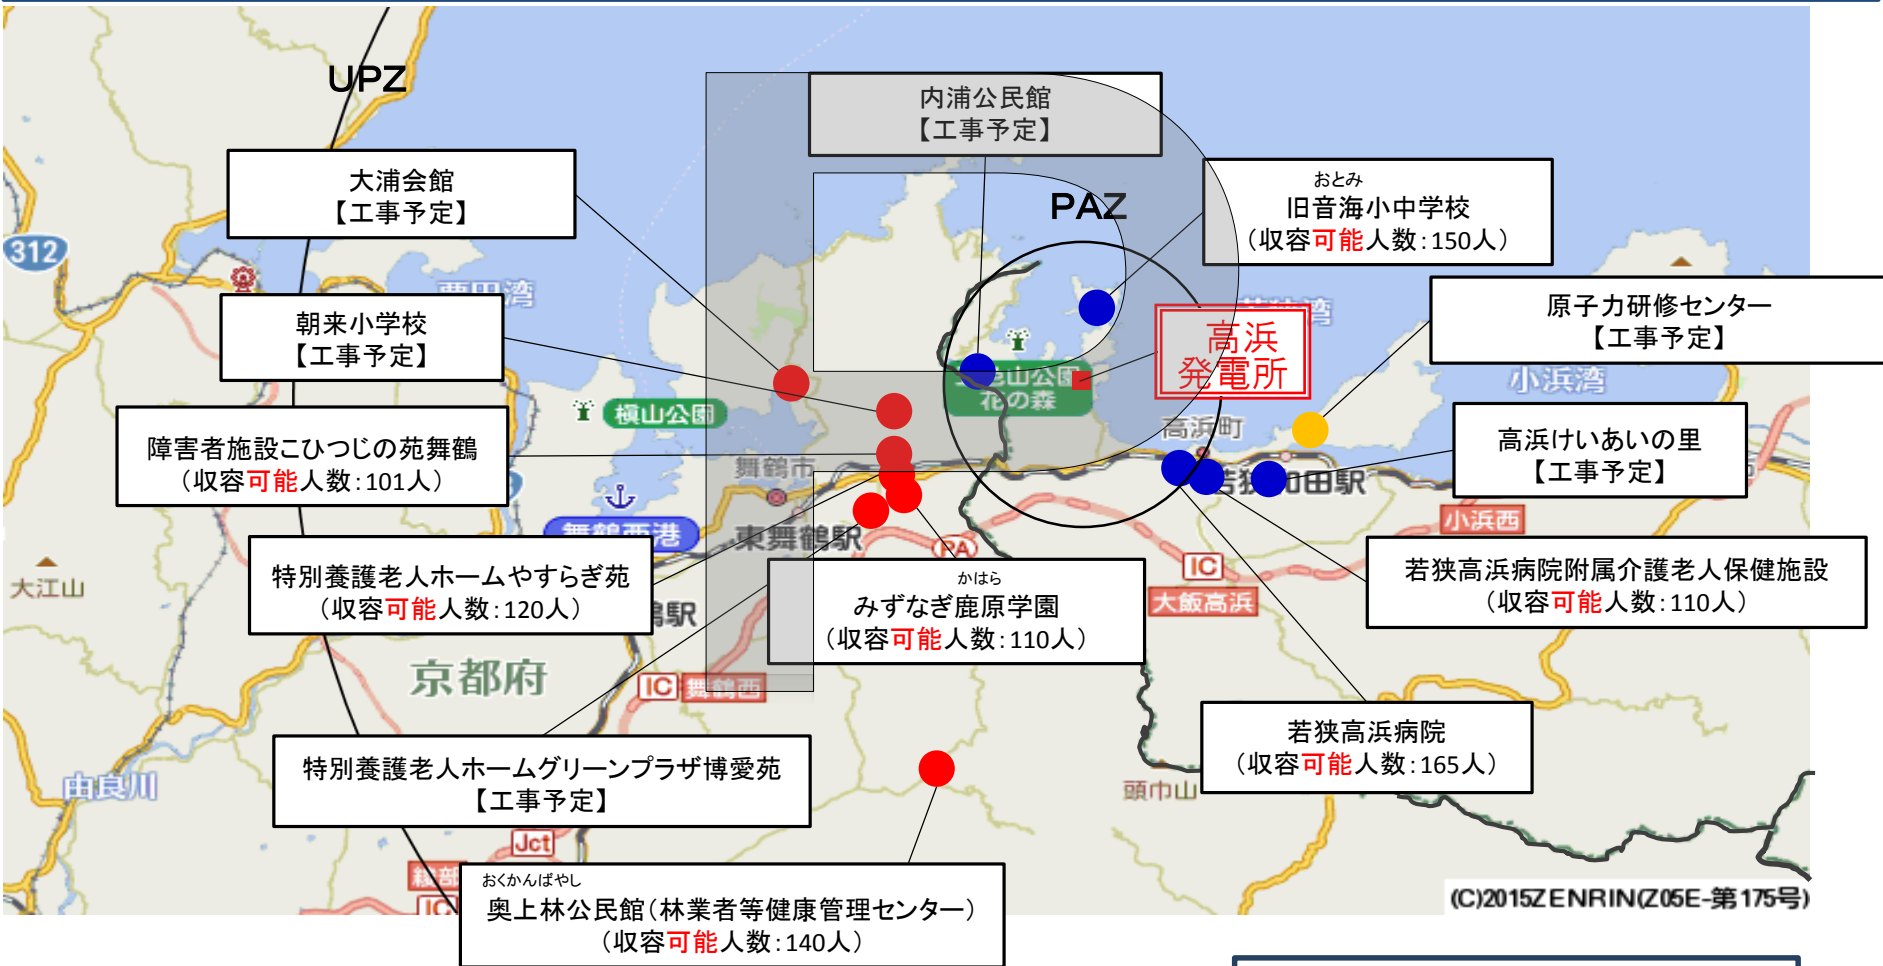 UPZ
内浦公民館
【工事予定】
大浦会館
【工事予定】
おとみ
旧音海小中学校
（収容可能人数：150人）
PAZ
312
朝来小学校
【工事予定】
高浜
発電所
原子力研修センター
【工事予定】
小浜湾
槇山公園
花の森
高浜町
障害者施設こひつじの苑舞鶴
（収容可能人数：101人）
高浜けいあいの里
【工事予定】
舞鶴市
舞鶴西港
東舞鶴駅
小浜西
PA
大江山
特別養護老人ホームやすらぎ苑
（収容可能人数：120人）
かはら
みずなぎ鹿原学園
（収容可能人数：110人）
IC
大飯高浜
若狭高浜病院附属介護老人保健施設
（収容可能人数：110人）
京都府
IC
舞鶴西
若狭高浜病院
（収容可能人数：165人）
特別養護老人ホームグリーンプラザ博愛苑
【工事予定】
由良川
頭巾山
Jct
綾部
IC
おくかんばやし
奥上林公民館（林業者等健康管理センター）
（収容可能人数：140人）
(C)2015ZENRIN(Z05E-第175号)